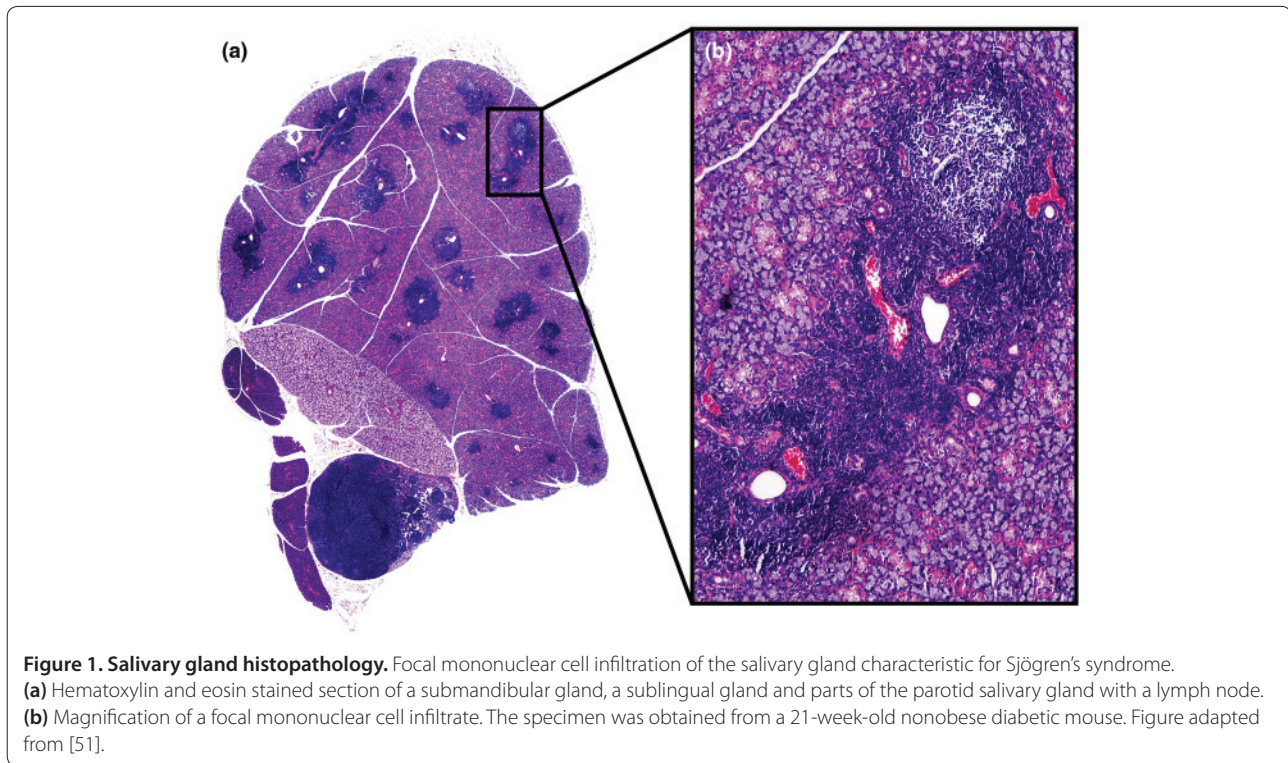 (a)
(b)
Figure 1. Salivary gland histopathology. Focal mononuclear cell infiltration of the salivary gland characteristic for Sjögren’s syndrome.
(a) Hematoxylin and eosin stained section of a submandibular gland, a sublingual gland and parts of the parotid salivary gland with a lymph node.
(b) Magnification of a focal mononuclear cell infiltrate. The specimen was obtained from a 21-week-old nonobese diabetic mouse. Figure adapted
from [51].